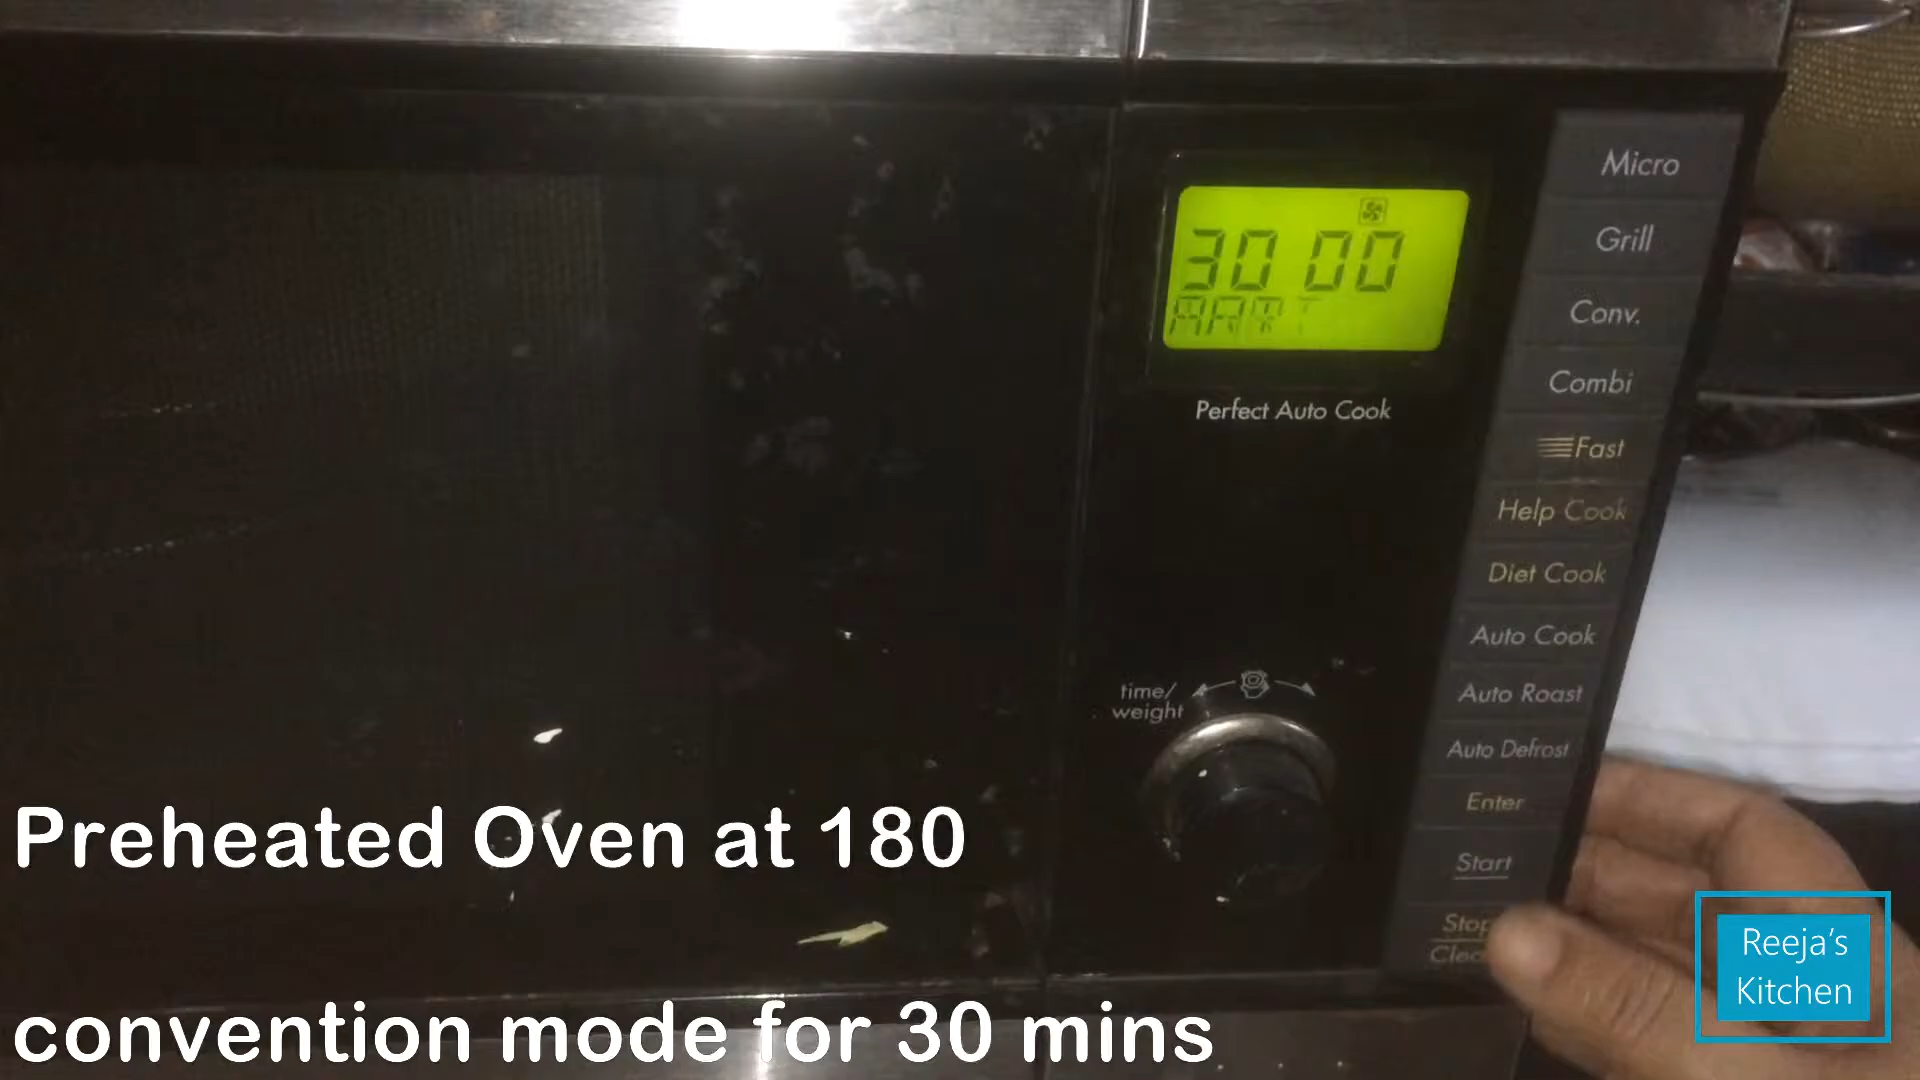 30 00
Perfect Auto Cook
Micro
Grill
Conv.
Combi
Fast
Help Cook
Diet Cook
Auto Cook
Auto Roast
Auto Defrost
Enter
Start
Stop
time/
weight
Preheated Oven at 180
convention mode for 30 mins
Reeja's
Kitchen